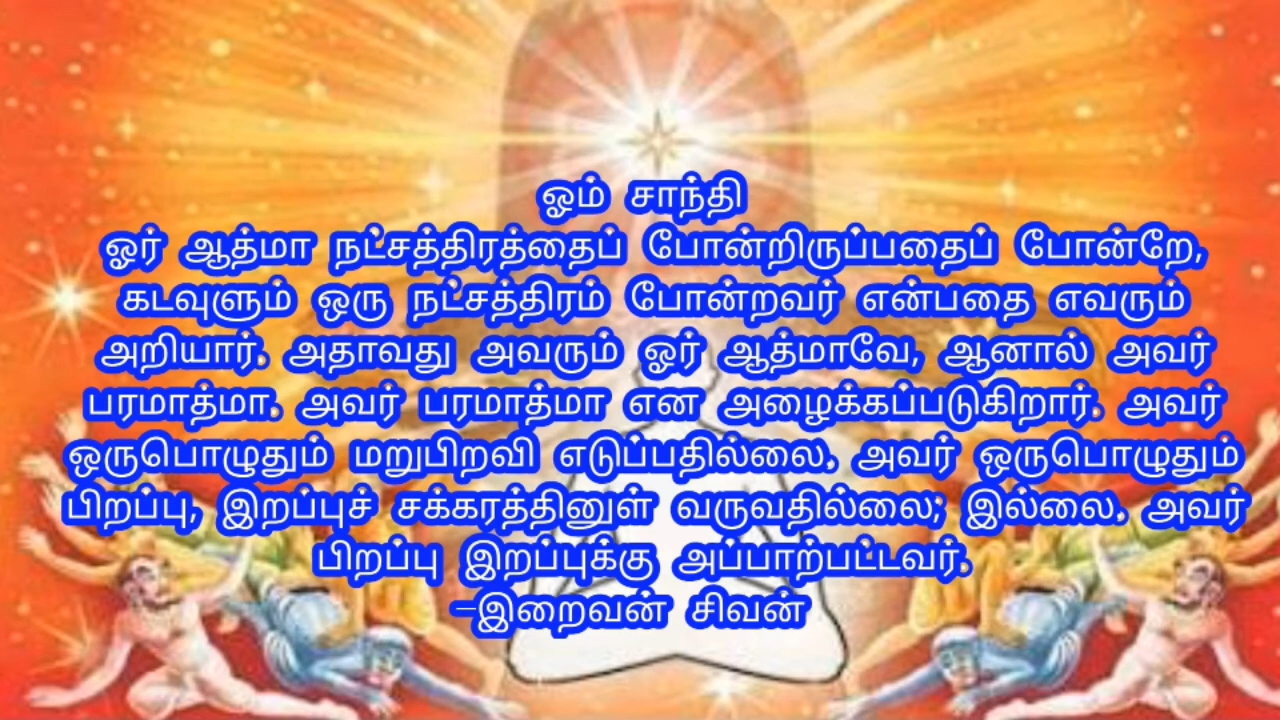 ஓம் சாந்தி
ஓர் ஆத்மா நட்சத்திரத்தைப் போன்றிருப்பதைப் போன்றே,
கடவுளும் ஒரு நட்சத்திரம் போன்றவர் என்பதை எவரும்
அறியார். அதாவது அவரும் ஓர் ஆத்மாவே, ஆனால் அவர்
பரமாத்மா. அவர் பரமாத்மா என அழைக்கப்படுகிறார். அவர்
ஒருபொழுதும் மறுபிறவி எடுப்பதில்லை. அவர் ஒருபொழுதும்
பிறப்பு, இறப்புச் சக்கரத்தினுள் வருவதில்லை; இல்லை. அவர்
பிறப்பு இறப்புக்கு அப்பாற்பட்டவர்.
–இறைவன் சிவன்